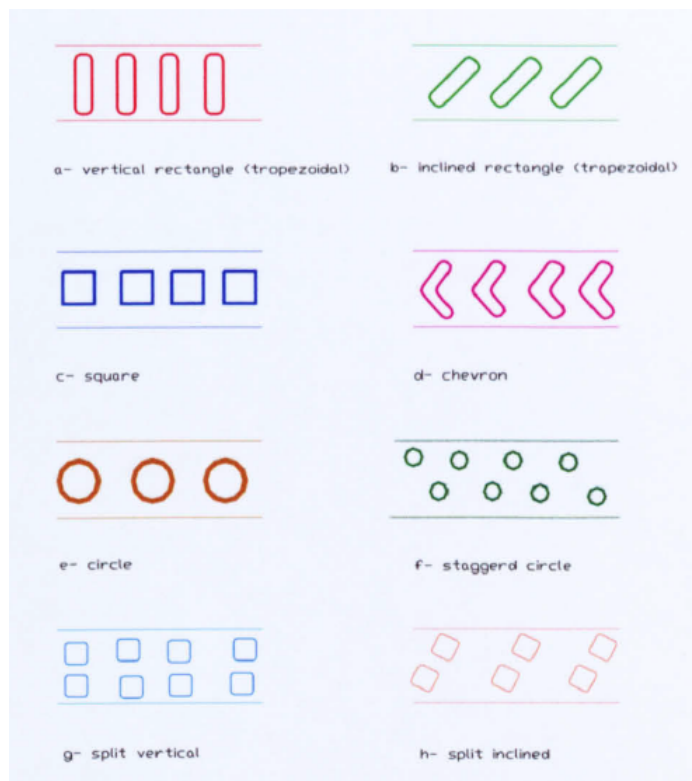 a- vertical rectangle (tropezoidal)
b- inclined rectangle (trapezoidal)
c- square
d- chevron
e- circle
f- staggerd circle
g- split vertical
h- split inclined